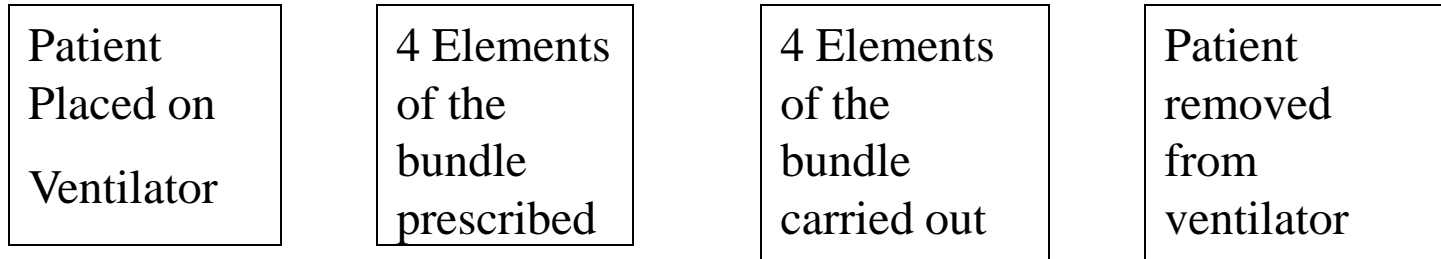 Patient
Placed on
Ventilator
4 Elements
of the
bundle
prescribed
4 Elements
of the
bundle
carried out
Patient
removed
from
ventilator